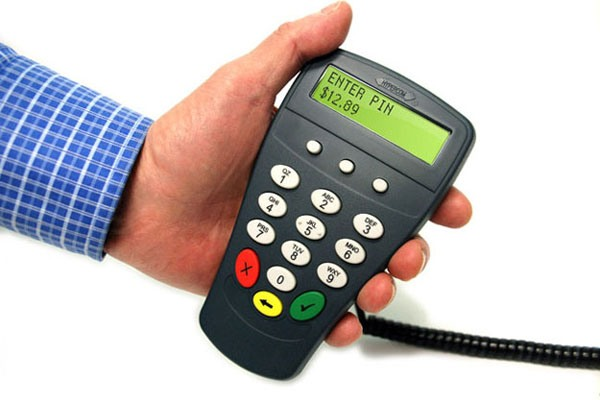 HYPERCOM
ENTER PIN
$12.89
QZ
1
ABC
2
DEF
3
GHI
4
JKL
5
MNO
6
PRS
7
TUV
8
WXY
9
0